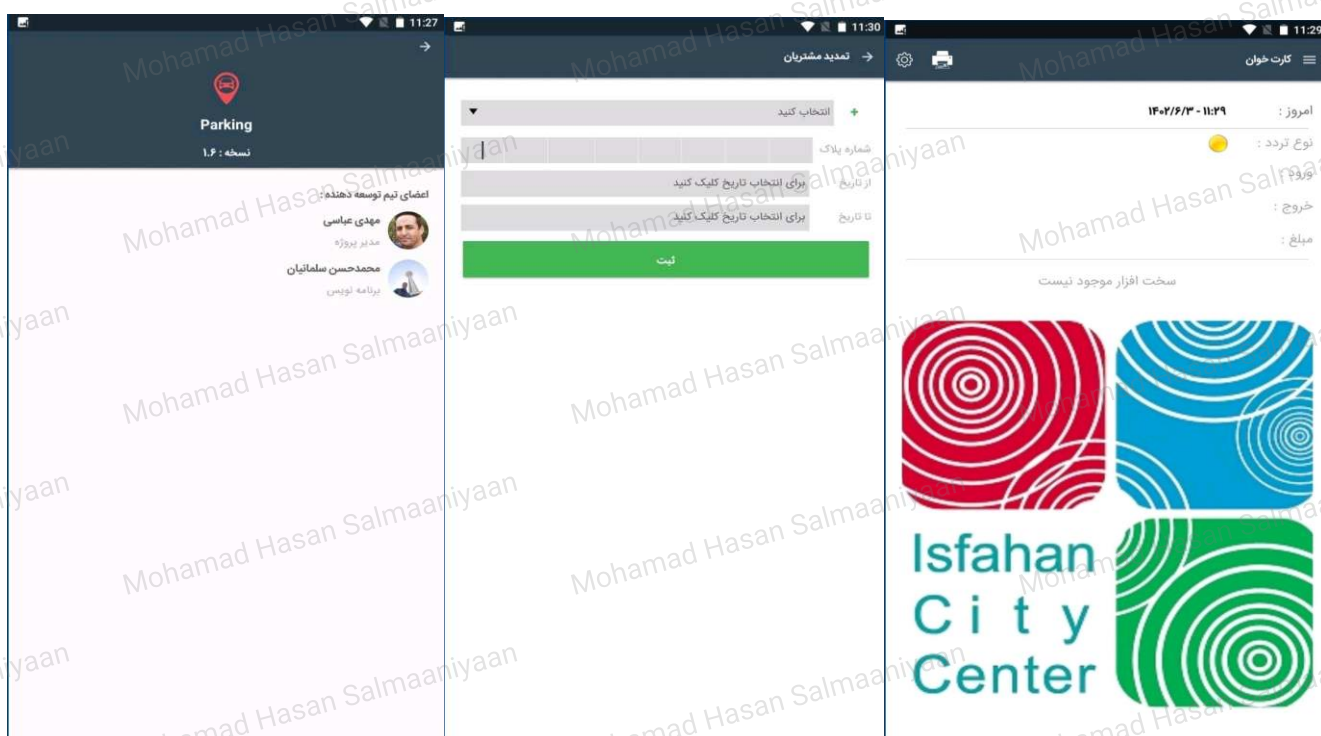 11:27
Parking
نسخه : ۱.۶
اعضای تیم توسعه دهنده :
مهدی عباسی
مدیر پروژه
محمدحسن سلمانیان
برنامه نویس
11:30
تمدید مشتریان
انتخاب کنید
شماره پلاک
از تاریخ برای انتخاب تاریخ کلیک کنید
تا تاریخ برای انتخاب تاریخ کلیک کنید
ثبت
11:29
کارت خوان
امروز : ۱۴۰۲/۶/۳ - ۱۱:۲۹
نوع تردد :
ورود :
خروج :
مبلغ :
سخت افزار موجود نیست
Isfahan
City
Center
Mohamad Hasan Salmaaniyaan